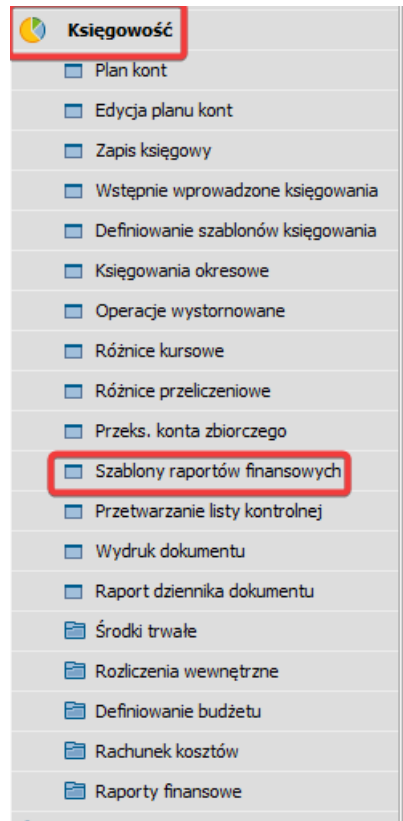 Księgowość
Plan kont
Edycja planu kont
Zapis księgowy
Wstępnie wprowadzone księgowania
Definiowanie szablonów księgowania
Księgowania okresowe
Operacje wystornowane
Różnice kursowe
Różnice przeliczeniowe
Przeks. konta zbiorczego
Szablony raportów finansowych
Przetwarzanie listy kontrolnej
Wydruk dokumentu
Raport dziennika dokumentu
Środki trwałe
Rozliczenia wewnętrzne
Definiowanie budżetu
Rachunek kosztów
Raporty finansowe